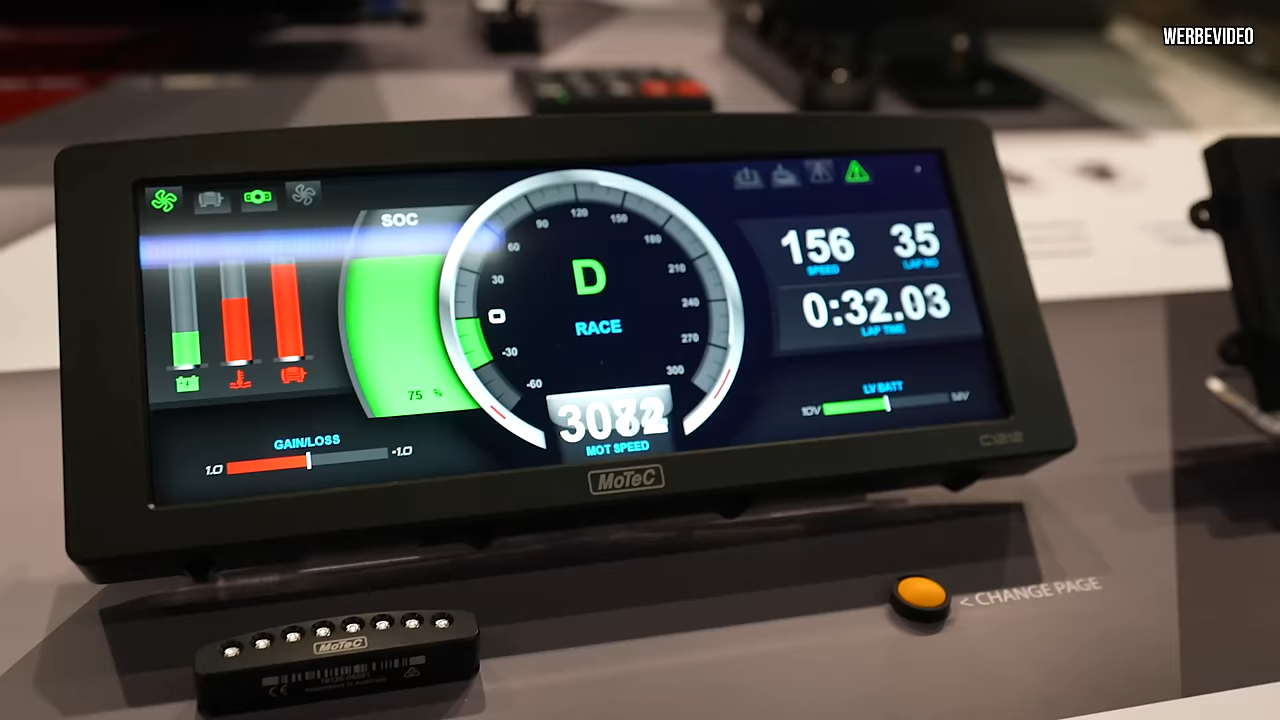 WERBEVIDEO
SOC
75 %
-60
-30
0
30
60
90
120
150
180
210
240
270
300
D
RACE
MOT SPEED
156
SPEED
35
LAP NO
0:32.03
LAP TIME
LV BATT
10V
GAIN/LOSS
1.0
-1.0
MoTeC
C1212
< CHANGE PAGE
MoTeC
CE